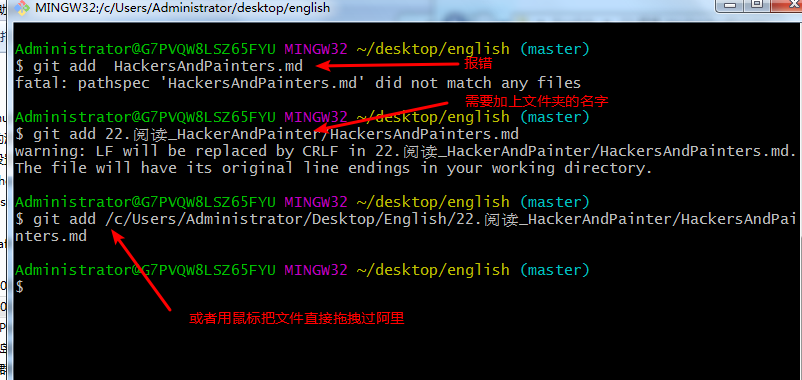 MINGW32:/c/Users/Administrator/desktop/english
Administrator@G7PVQW8LSZ65FYU MINGW32 ~/desktop/english (master)
$ git add  HackersAndPainters.md
报错
fatal: pathspec 'HackersAndPainters.md' did not match any files
需要加上文件夹的名字
Administrator@G7PVQW8LSZ65FYU MINGW32 ~/desktop/english (master)
$ git add 22.阅读_HackerAndPainter/HackersAndPainters.md
warning: LF will be replaced by CRLF in 22.阅读_HackerAndPainter/HackersAndPainters.md.
The file will have its original line endings in your working directory.
Administrator@G7PVQW8LSZ65FYU MINGW32 ~/desktop/english (master)
$ git add /c/Users/Administrator/Desktop/English/22.阅读_HackerAndPainter/HackersAndPai
nters.md
Administrator@G7PVQW8LSZ65FYU MINGW32 ~/desktop/english (master)
$
或者用鼠标把文件直接拖拽过阿里